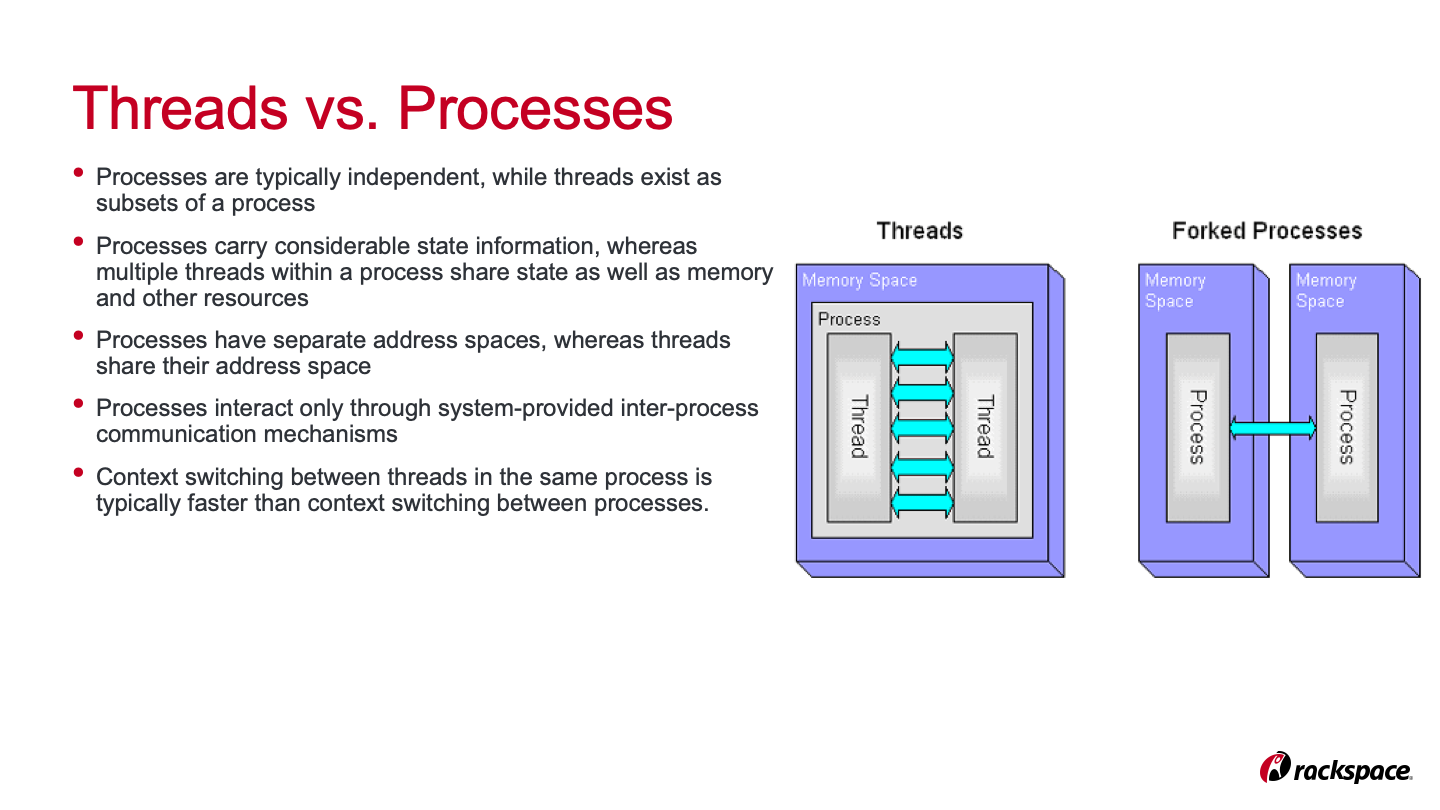 Threads vs. Processes
• Processes are typically independent, while threads exist as
subsets of a process
• Processes carry considerable state information, whereas
multiple threads within a process share state as well as memory
and other resources
• Processes have separate address spaces, whereas threads
share their address space
• Processes interact only through system-provided inter-process
communication mechanisms
• Context switching between threads in the same process is
typically faster than context switching between processes.
Threads
Memory Space
Process
Thread
Thread
Forked Processes
Memory
Space
Process
Memory
Space
Process
rackspace.